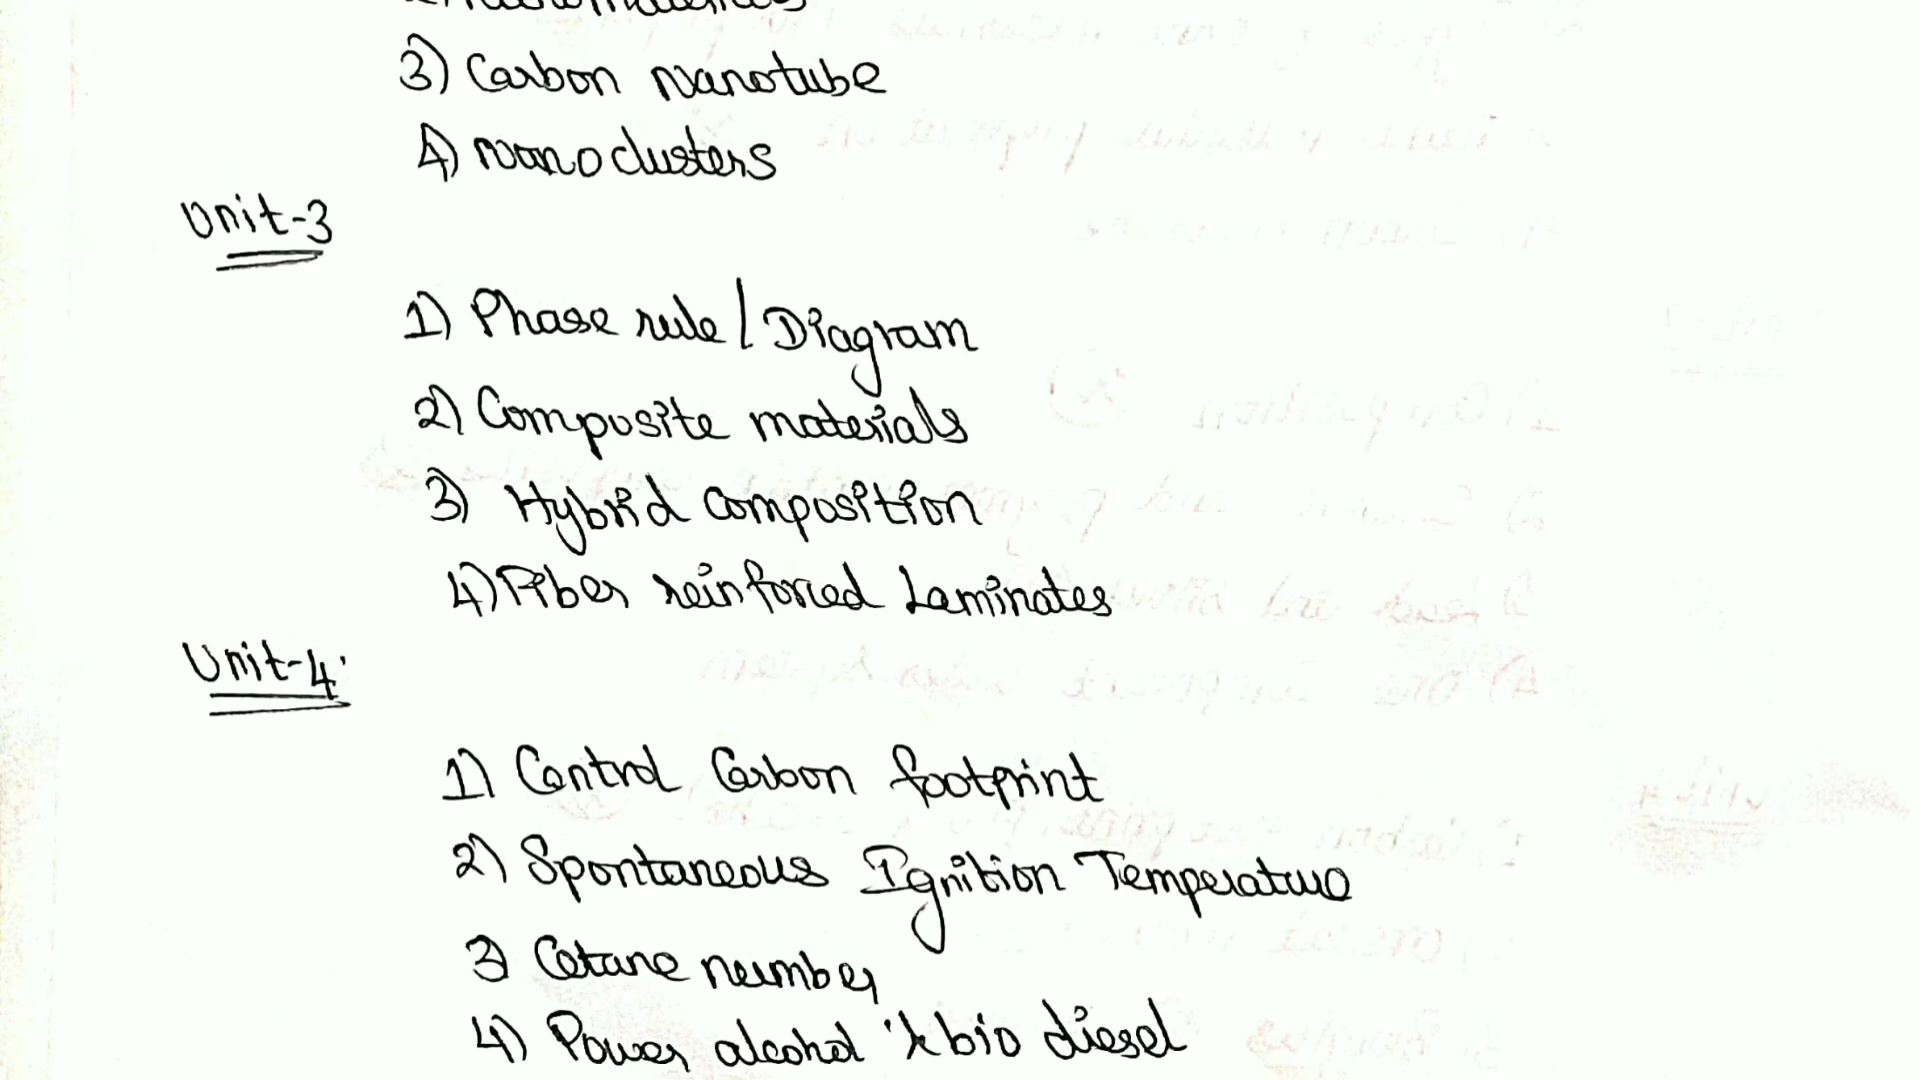 3) Carbon nanotube
4) nanoclusters
Unit-3
1) Phase rule / Diagram
2) Composite materials
3) Hybrid composition
4) Fiber reinforced Laminates
Unit-4
1) Control Carbon footprint
2) Spontaneous Ignition Temperature
3) Cetane number
4) Power alcohol & bio diesel